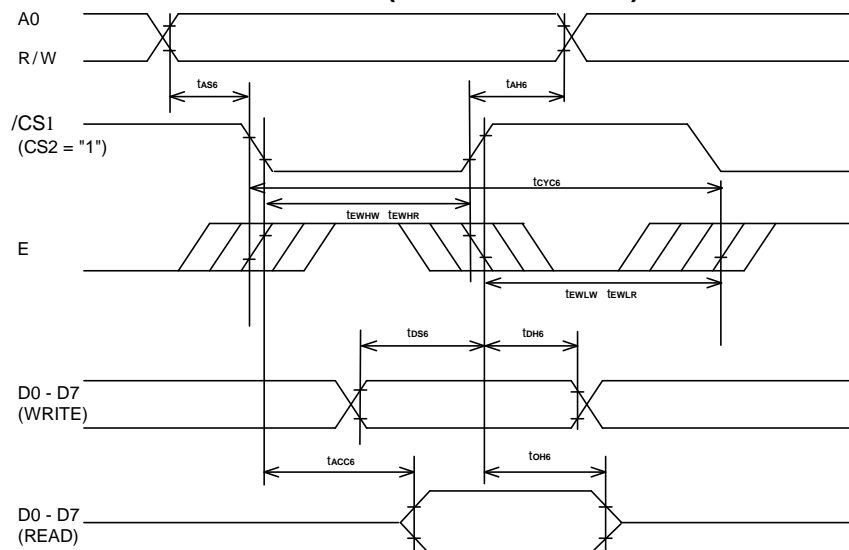 A0
R/W
tAS6
tAH6
/CS1
(CS2 = "1")
tCYC6
tEWHW tEWHR
E
tEWLW tEWLR
tDS6
tDH6
D0 - D7
(WRITE)
tACC6
tOH6
D0 - D7
(READ)